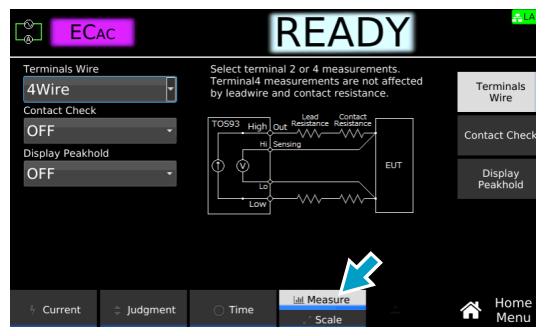 ECAC
READY
LA
Terminals Wire
4Wire
Contact Check
OFF
Display Peakhold
OFF
Select terminal 2 or 4 measurements.
Terminal4 measurements are not affected
by leadwire and contact resistance.
TOS93
High
Out
Lead
Resistance
Contact
Resistance
Hi
Sensing
V
EUT
Lo
Low
Terminals
Wire
Contact Check
Display
Peakhold
Current
Judgment
Time
Measure
Scale
Home
Menu